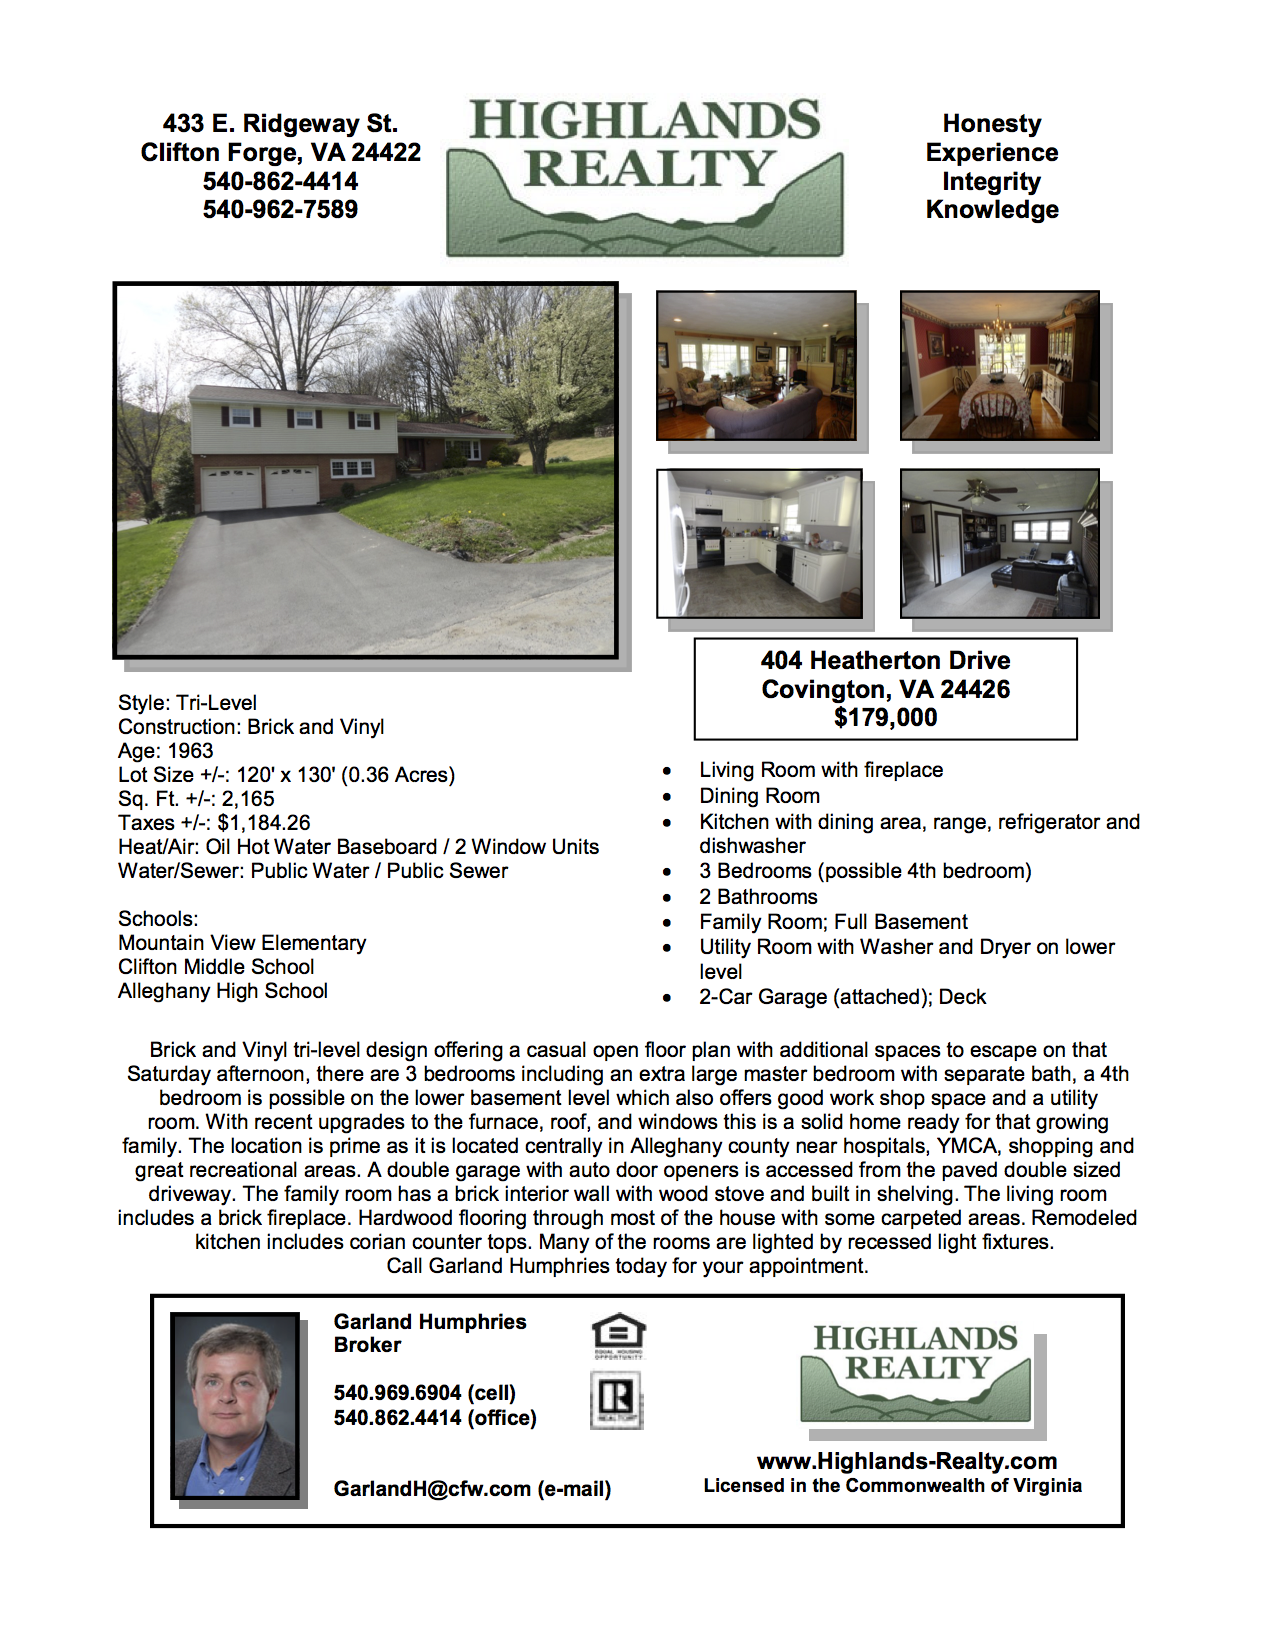 433 E. Ridgeway St.
Clifton Forge, VA 24422
540-862-4414
540-962-7589
HIGHLANDS
REALTY
Honesty
Experience
Integrity
Knowledge
404 Heatherton Drive
Covington, VA 24426
$179,000
Style: Tri-Level
Construction: Brick and Vinyl
Age: 1963
Lot Size +/-: 120' x 130' (0.36 Acres)
Sq. Ft. +/-: 2,165
Taxes +/-: $1,184.26
Heat/Air: Oil Hot Water Baseboard / 2 Window Units
Water/Sewer: Public Water / Public Sewer
Schools:
Mountain View Elementary
Clifton Middle School
Alleghany High School
• Living Room with fireplace
• Dining Room
• Kitchen with dining area, range, refrigerator and
dishwasher
• 3 Bedrooms (possible 4th bedroom)
• 2 Bathrooms
• Family Room; Full Basement
• Utility Room with Washer and Dryer on lower
level
• 2-Car Garage (attached); Deck
Brick and Vinyl tri-level design offering a casual open floor plan with additional spaces to escape on that
Saturday afternoon, there are 3 bedrooms including an extra large master bedroom with separate bath, a 4th
bedroom is possible on the lower basement level which also offers good work shop space and a utility
room. With recent upgrades to the furnace, roof, and windows this is a solid home ready for that growing
family. The location is prime as it is located centrally in Alleghany county near hospitals, YMCA, shopping and
great recreational areas. A double garage with auto door openers is accessed from the paved double sized
driveway. The family room has a brick interior wall with wood stove and built in shelving. The living room
includes a brick fireplace. Hardwood flooring through most of the house with some carpeted areas. Remodeled
kitchen includes corian counter tops. Many of the rooms are lighted by recessed light fixtures.
Call Garland Humphries today for your appointment.
Garland Humphries
Broker
540.969.6904 (cell)
540.862.4414 (office)
GarlandH@cfw.com (e-mail)
EQUAL HOUSING
OPPORTUNITY
R
REALTOR®
HIGHLANDS
REALTY
www.Highlands-Realty.com
Licensed in the Commonwealth of Virginia